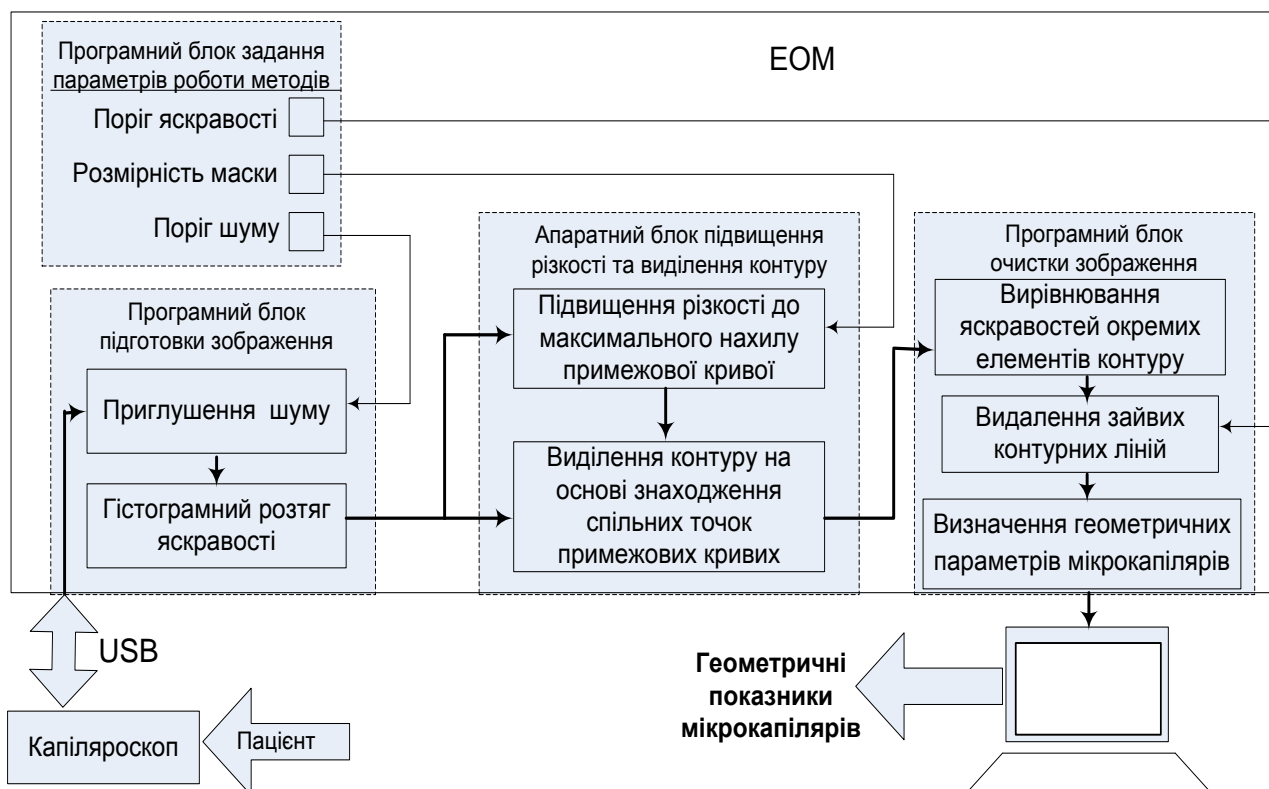 Програмний блок задання
параметрів роботи методів
Поріг яскравості
Розмірність маски
Поріг шуму
ЕОМ
Програмний блок
підготовки зображення
Приглушення шуму
Гістограмний розтяг
яскравості
Апаратний блок підвищення
різкості та виділення контуру
Підвищення різкості до
максимального нахилу
примежової кривої
Виділення контуру на
основі знаходження
спільних точок
примежових кривих
Програмний блок
очистки зображення
Вирівнювання
яскравостей окремих
елементів контуру
Видалення зайвих
контурних ліній
Визначення геометричних
параметрів мікрокапілярів
USB
Капіляроскоп
Пацієнт
Геометричні
показники
мікрокапілярів